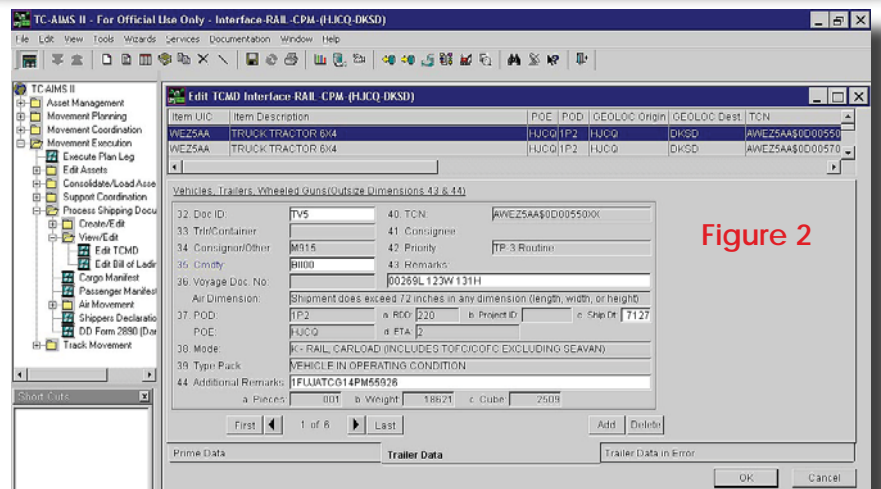 TC-AIMS II - For Official Use Only - Interface-RAIL-CPM-(HJCQ-DKSD)
File Edit View Tools Wizards Services Documentation Window Help
TC-AIMS II
Asset Management
Movement Planning
Movement Coordination
Movement Execution
Execute Plan Leg
Edit Assets
Consolidate/Load Asse
Support Coordination
Process Shipping Docu
Create/Edit
View/Edit
Edit TCMD
Edit Bill of Ladin
Cargo Manifest
Passenger Manifest
Air Movement
Shippers Declaratio
DD Form 2890 (Dar
Track Movement
Short Cuts
Edit TCMD Interface-RAIL-CPM-(HJCQ-DKSD)
Item UIC Item Description POE POD GEOLOC Origin GEOLOC Dest. TCN
WEZ5AA TRUCK TRACTOR 6X4 HJCQ 1P2 HJCQ DKSD AWEZ5AA$0D00550
WEZ5AA TRUCK TRACTOR 6X4 HJCQ 1P2 HJCQ DKSD AWEZ5AA$0D00570
Vehicles, Trailers, Wheeled Guns(Outsize Dimensions 43 & 44)
32. Doc ID: TV5 40. TCN: AWEZ5AA$0D00550XX
33. Trlr/Container 41. Consignee:
34. Consignor/Other M915 42. Priority TP-3 Routine
35. Cmdty: BI00 43. Remarks:
36. Voyage Doc. No: 00269L 123W 131H
Air Dimension: Shipment does exceed 72 inches in any dimension (length, width, or height)
37. POD: 1P2 a. RDD: 220 b. Project ID: c. Ship Dt: 7127
POE: HJCQ d. ETA: 2
38. Mode: K - RAIL, CARLOAD (INCLUDES TOFC/COFC EXCLUDING SEAVAN)
39. Type Pack VEHICLE IN OPERATING CONDITION
44. Additional Remarks 1FUJATCG14PM55926
a. Pieces 001 b. Weight 18621 c. Cube 2509
First 1 of 6 Last Add Delete
Prime Data Trailer Data Trailer Data in Error
OK Cancel
Figure 2